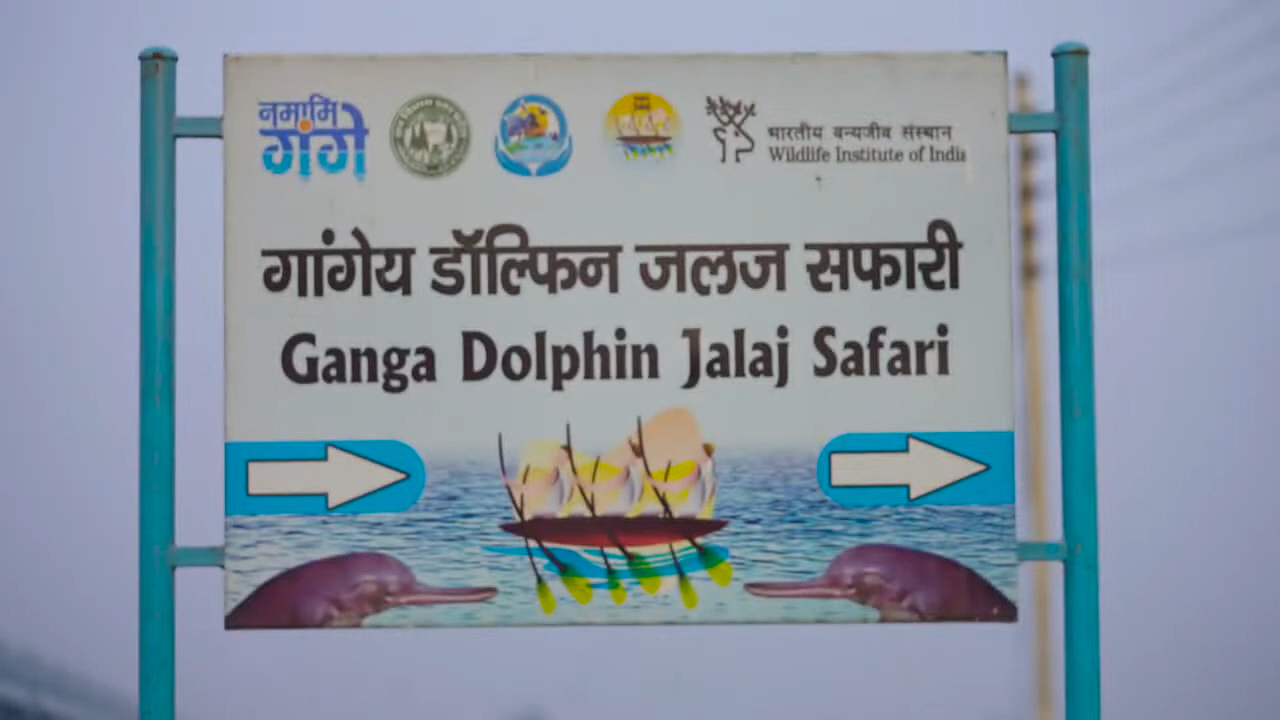 नमामि
गंगे
भारतीय वन्यजीव संस्थान
Wildlife Institute of India
गांगेय डॉल्फिन जलज सफारी
Ganga Dolphin Jalaj Safari